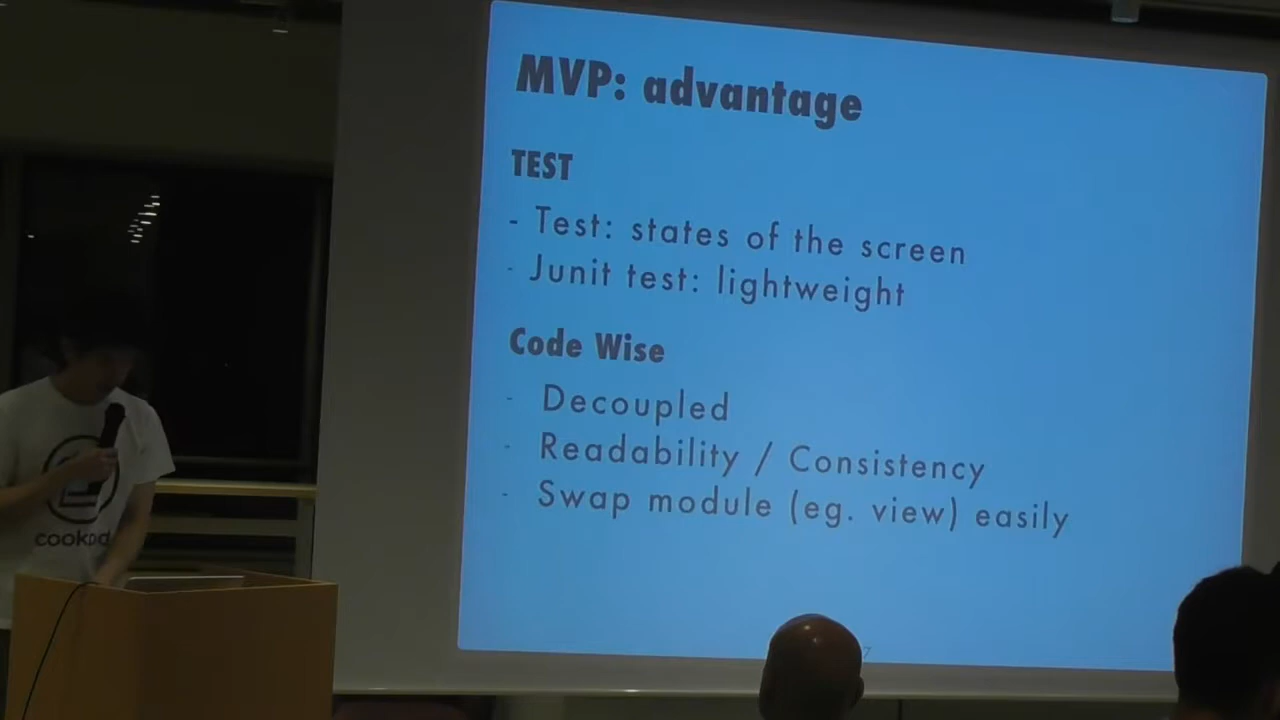 MVP: advantage
TEST
- Test: states of the screen
- Junit test: lightweight
Code Wise
- Decoupled
- Readability / Consistency
- Swap module (eg. view) easily
7
cookpad